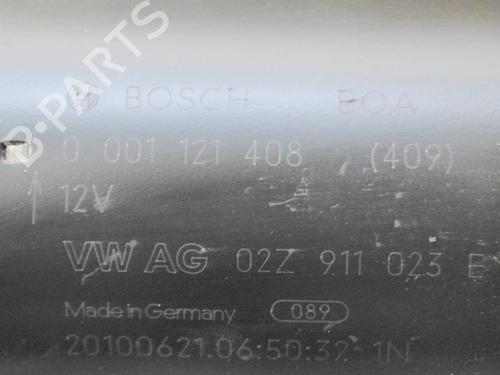 B-PARTS
BOSCH BOA
0 001 121 408 (409)
12V
VW AG 02Z 911 023 E
Made in Germany 089
20100621.06:50:32-1N